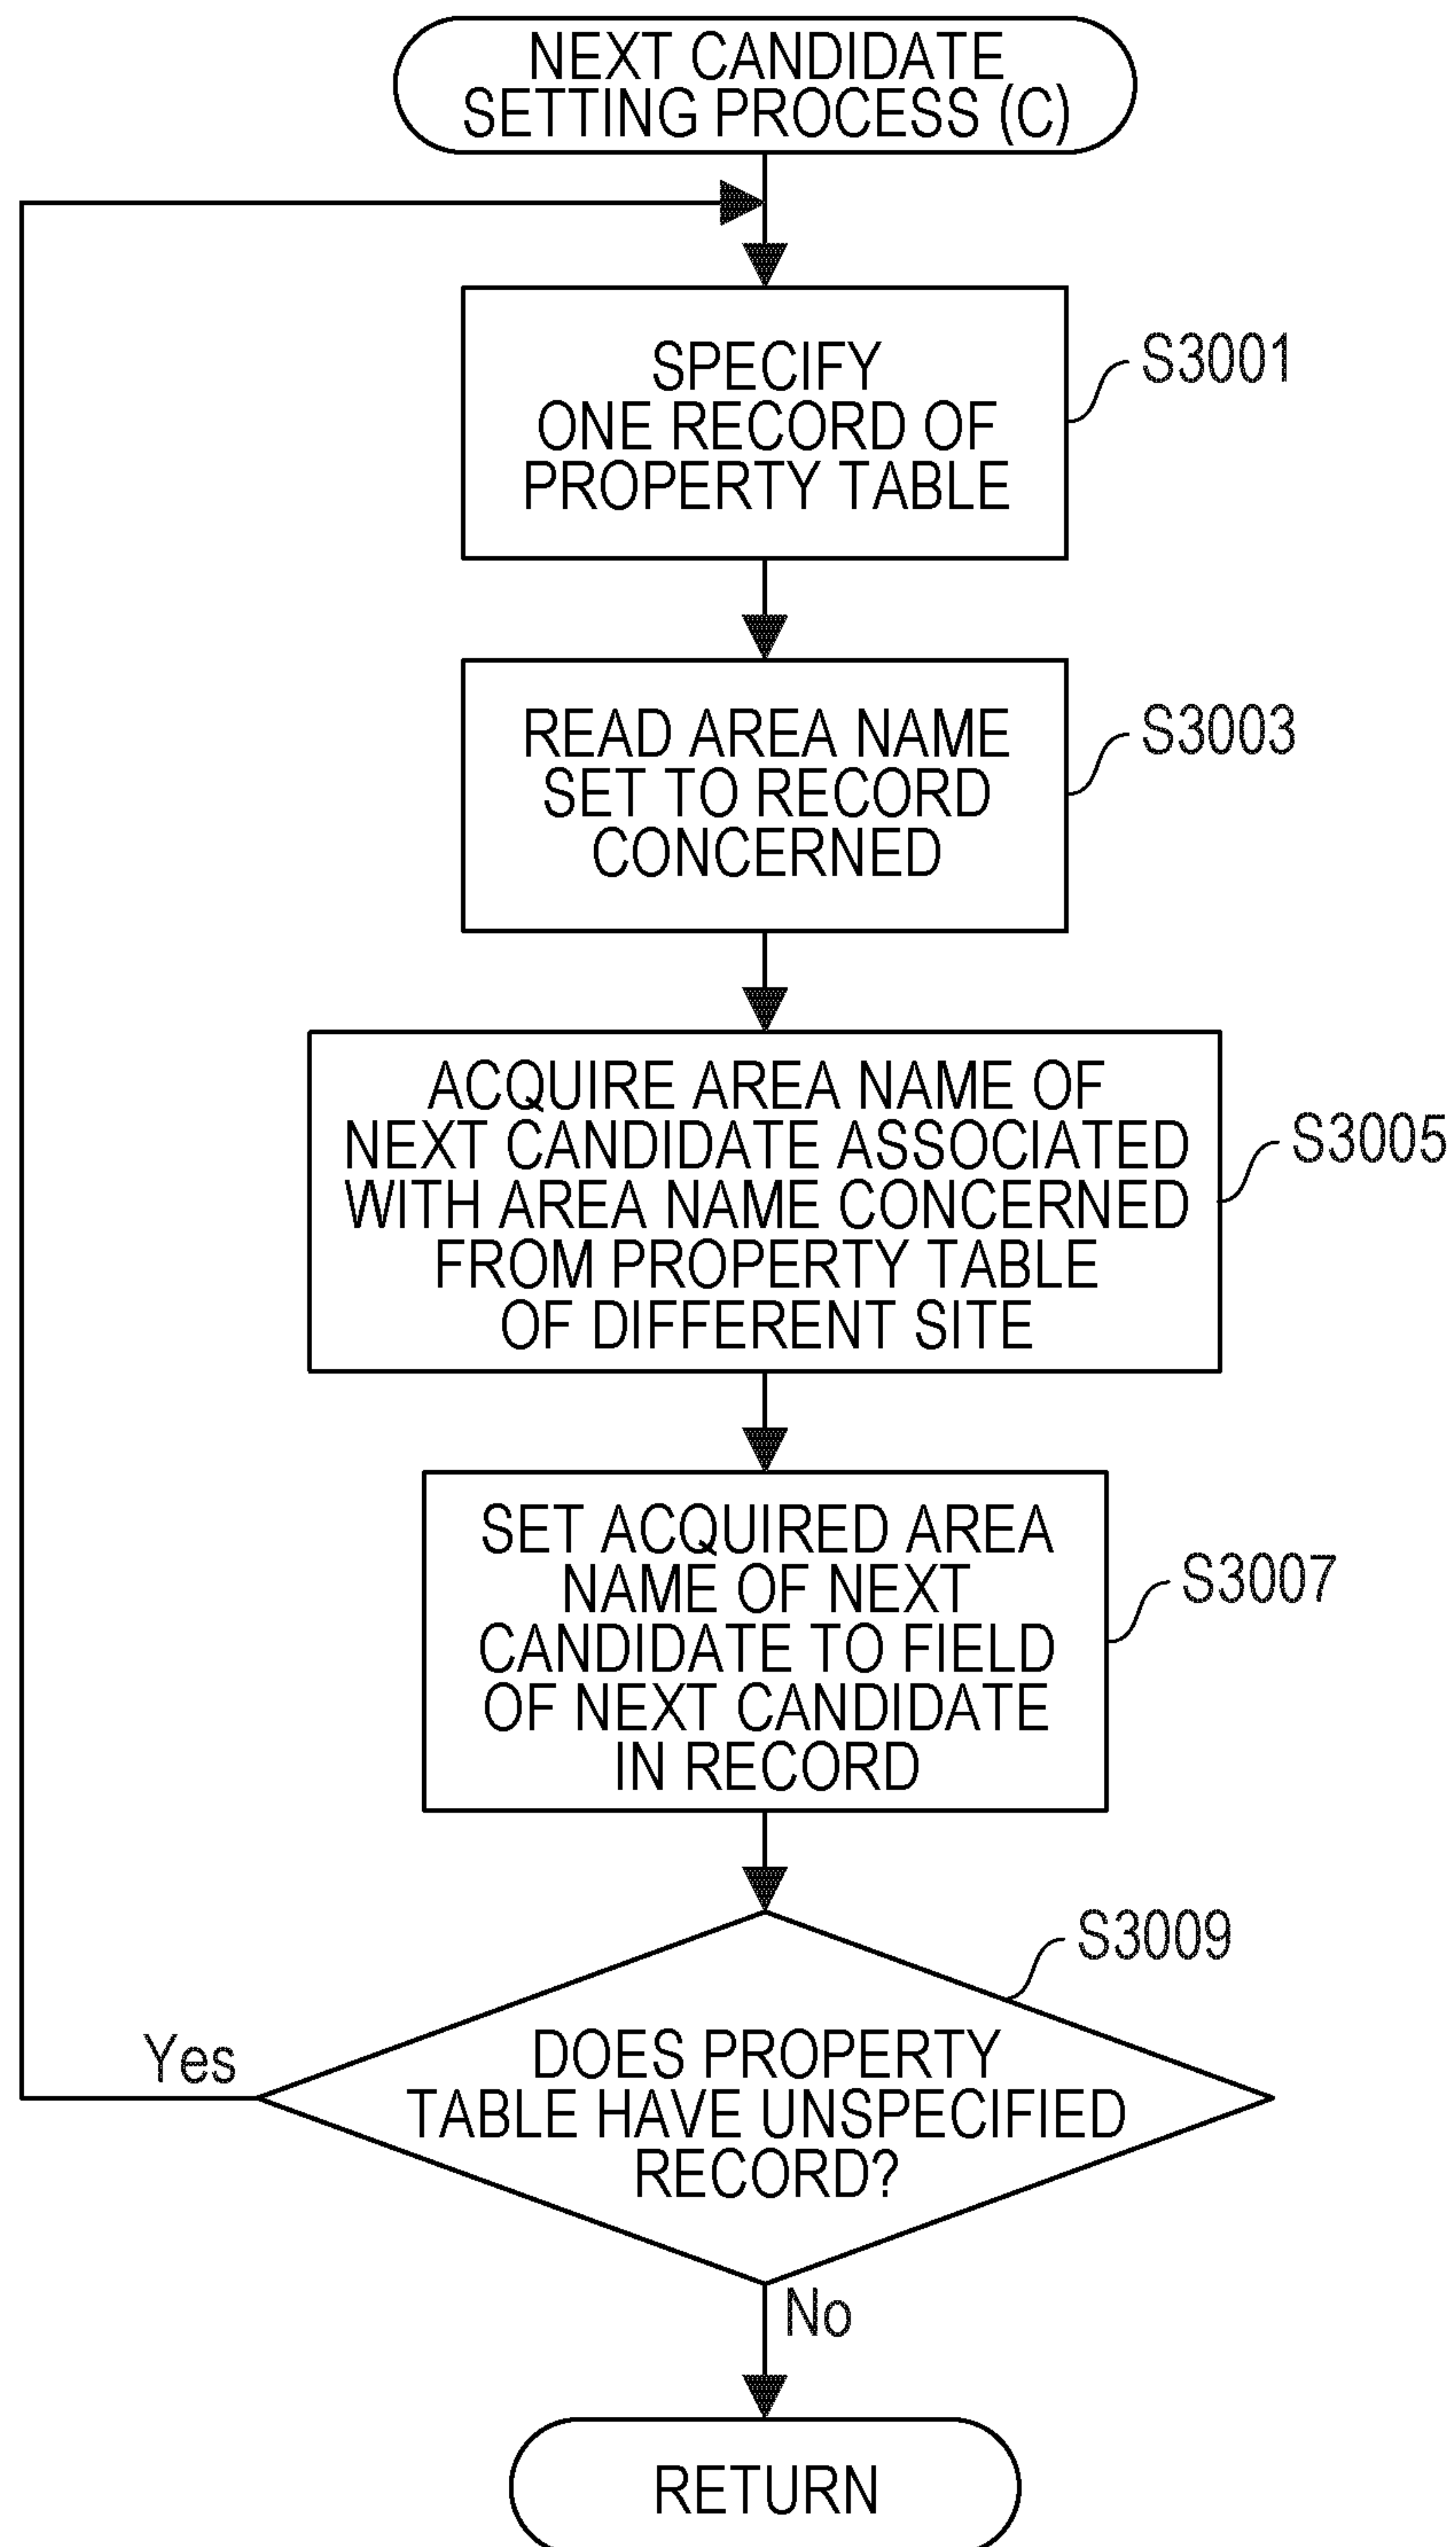 NEXT CANDIDATE
SETTING PROCESS (C)
SPECIFY
ONE RECORD OF
PROPERTY TABLE
S3001
READ AREA NAME
SET TO RECORD
CONCERNED
S3003
ACQUIRE AREA NAME OF
NEXT CANDIDATE ASSOCIATED
WITH AREA NAME CONCERNED
FROM PROPERTY TABLE
OF DIFFERENT SITE
S3005
SET ACQUIRED AREA
NAME OF NEXT
CANDIDATE TO FIELD
OF NEXT CANDIDATE
IN RECORD
S3007
S3009
DOES PROPERTY
TABLE HAVE UNSPECIFIED
RECORD?
Yes
No
RETURN